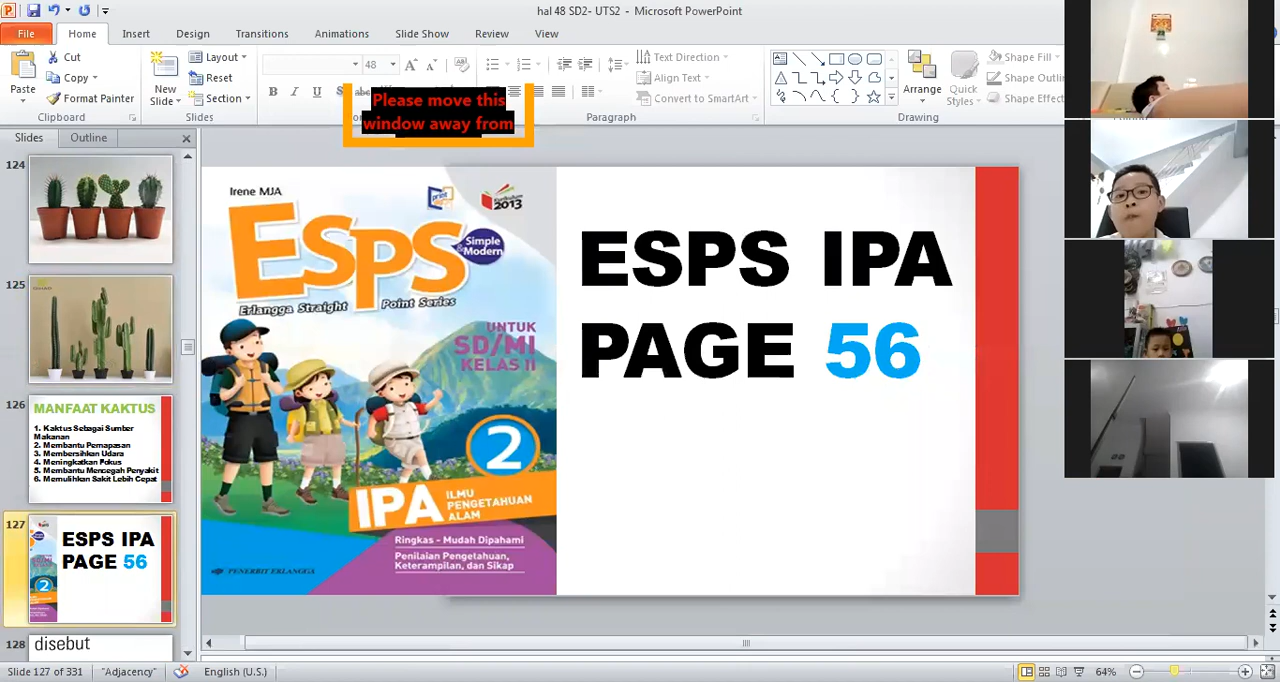 hal 48 SD2- UTS2 - Microsoft PowerPoint
File Home Insert Design Transitions Animations Slide Show Review View
Paste
Cut
Copy
Format Painter
Clipboard
New Slide
Layout
Reset
Section
Slides
48
B I U S abc
Please move this
window away from
Text Direction
Align Text
Convert to SmartArt
Paragraph
Arrange
Quick Styles
Shape Fill
Shape Outli
Shape Effec
Drawing
Slides Outline
124
125
126
MANFAAT KAKTUS
1. Kaktus Sebagai Sumber
Makanan
2. Membantu Pernapasan
3. Membersihkan Udara
4. Meningkatkan Fokus
5. Membantu Mencegah Penyakit
6. Memulihkan Sakit Lebih Cepat
127
ESPS IPA
PAGE 56
128
disebut
Irene MJA
Kurikulum
2013
ESPS
Simple
& Modern
Erlangga Straight Point Series
UNTUK
SD/MI
KELAS II
2
IPA
ILMU
PENGETAHUAN
ALAM
Ringkas - Mudah Dipahami
Penilaian Pengetahuan,
Keterampilan, dan Sikap
PENERBIT ERLANGGA
ESPS IPA
PAGE 56
Slide 127 of 331 "Adjacency" English (U.S.) 64%